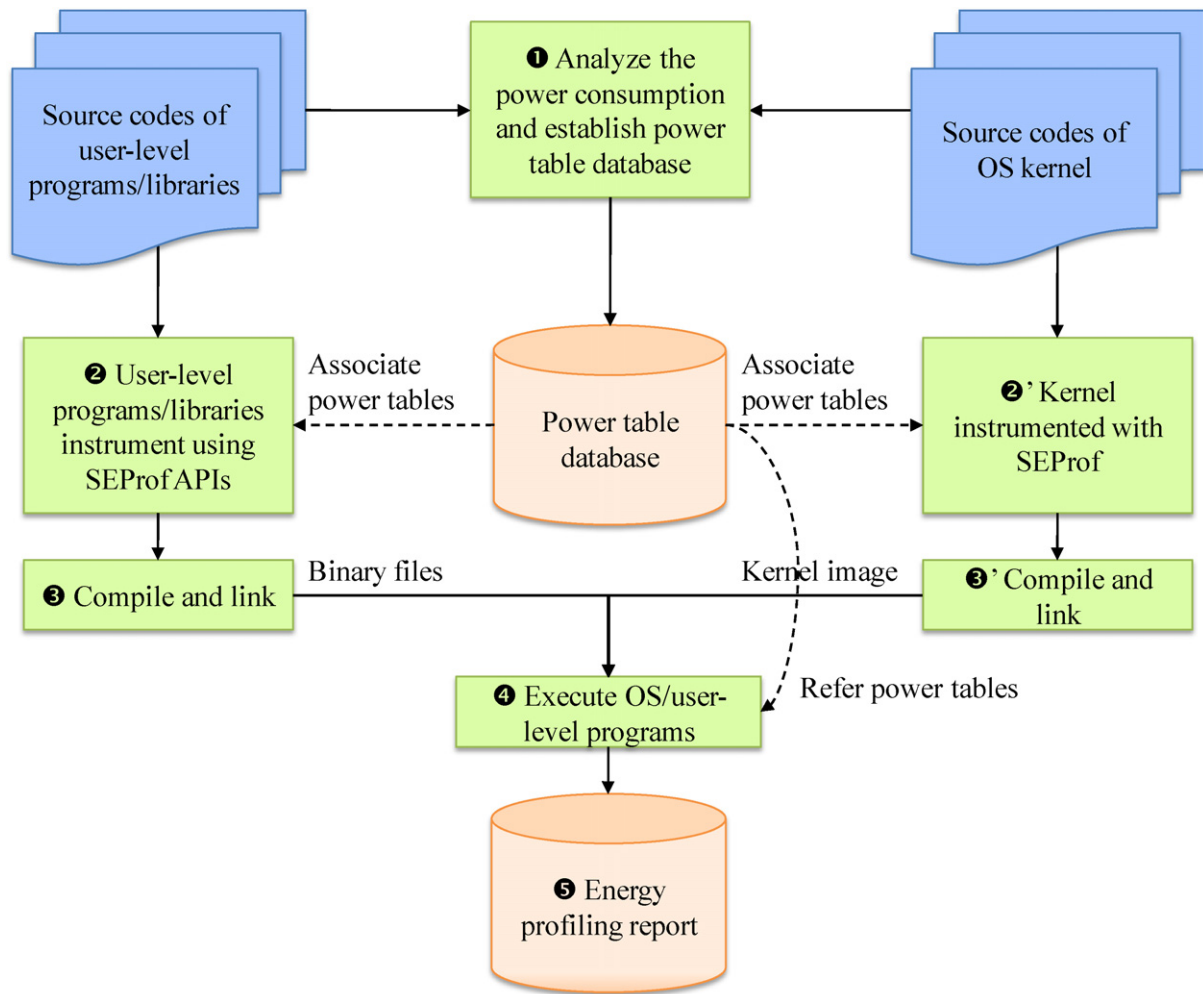 Source codes of
user-level
programs/libraries
❶ Analyze the
power consumption
and establish power
table database
Source codes of
OS kernel
❷ User-level
programs/libraries
instrument using
SEProf APIs
Associate
power tables
Power table
database
Associate
power tables
❷’ Kernel
instrumented with
SEProf
❸ Compile and link
Binary files
Kernel image
❸’ Compile and
link
❹ Execute OS/user-
level programs
Refer power tables
❺ Energy
profiling report